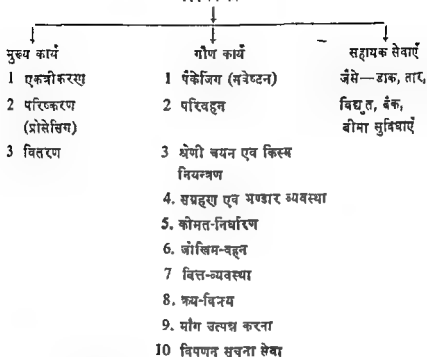 मुख्य कार्य
1 एकत्रीकरण
2 परिष्करण
(प्रोसेसिंग)
3 वितरण
गौण कार्य
1 पैकेजिंग (सवेष्टन)
2 परिवहन
3 श्रेणी चयन एव किस्म
नियन्त्रण
4. सग्रहण एव भण्डार व्यवस्था
5. कीमत-निर्धारण
6. जोखिम-वहन
7 वित्त-व्यवस्था
8. क्रय-विक्रय
9. माँग उत्पन्न करना
10 विपणन सूचना सेवा
सहायक सेवाएँ
जैसे—डाक, तार,
विद्युत, बैंक,
बीमा सुविधाएँ